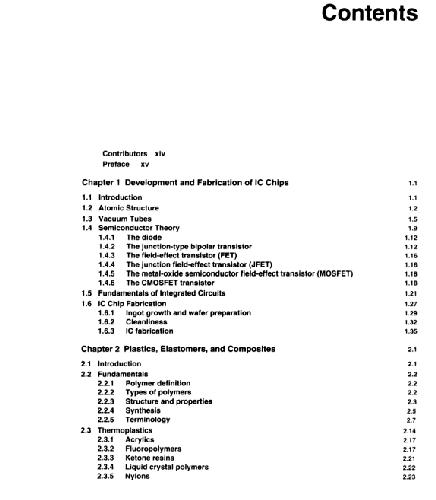 Contents
Contributors xiv
Preface xv
Chapter 1 Development and Fabrication of IC Chips 1.1
1.1 Introduction 1.1
1.2 Atomic Structure 1.2
1.3 Vacuum Tubes 1.5
1.4 Semiconductor Theory 1.9
1.4.1 The diode 1.12
1.4.2 The junction-type bipolar transistor 1.12
1.4.3 The field-effect transistor (FET) 1.16
1.4.4 The junction field-effect transistor (JFET) 1.16
1.4.5 The metal-oxide semiconductor field-effect transistor (MOSFET) 1.18
1.4.6 The CMOSFET transistor 1.18
1.5 Fundamentals of Integrated Circuits 1.21
1.6 IC Chip Fabrication 1.27
1.6.1 Ingot growth and wafer preparation 1.29
1.6.2 Cleanliness 1.32
1.6.3 IC fabrication 1.35
Chapter 2 Plastics, Elastomers, and Composites 2.1
2.1 Introduction 2.1
2.2 Fundamentals 2.2
2.2.1 Polymer definition 2.2
2.2.2 Types of polymers 2.2
2.2.3 Structure and properties 2.3
2.2.4 Synthesis 2.5
2.2.5 Terminology 2.7
2.3 Thermoplastics 2.14
2.3.1 Acrylics 2.17
2.3.2 Fluoropolymers 2.17
2.3.3 Ketone resins 2.21
2.3.4 Liquid crystal polymers 2.22
2.3.5 Nylons 2.23